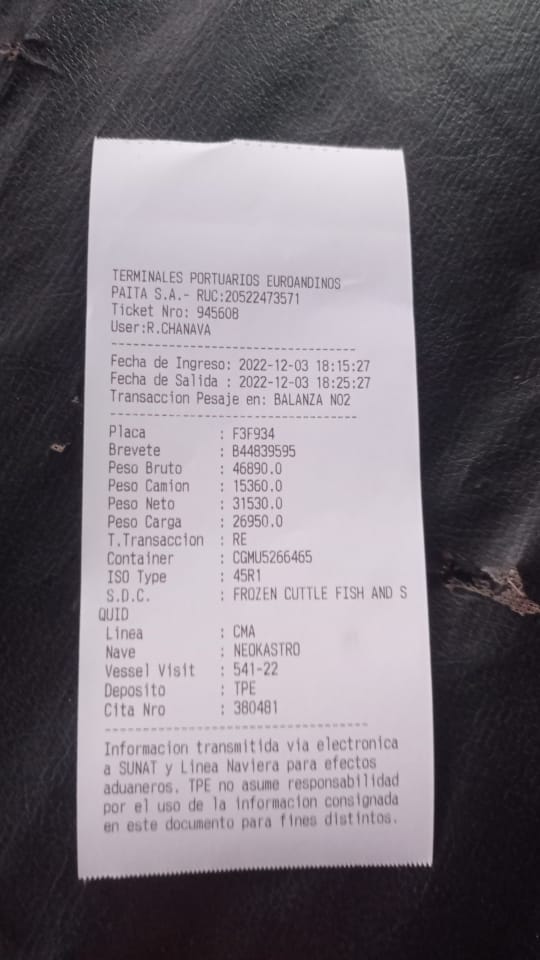 TERMINALES PORTUARIOS EUROANDINOS
PAITA S.A.- RUC:20522473571
Ticket Nro: 945608
User:R.CHANAVA
----------------------------------
Fecha de Ingreso: 2022-12-03 18:15:27
Fecha de Salida : 2022-12-03 18:25:27
Transaccion Pesaje en: BALANZA NO2
----------------------------------
Placa : F3F934
Brevete : B44839595
Peso Bruto : 46890.0
Peso Camion : 15360.0
Peso Neto : 31530.0
Peso Carga : 26950.0
T.Transaccion : RE
Container : CGMU5266465
ISO Type : 45R1
S.D.C. : FROZEN CUTTLE FISH AND S
QUID
Linea : CMA
Nave : NEOKASTRO
Vessel Visit : 541-22
Deposito : TPE
Cita Nro : 380481
----------------------------------
Informacion transmitida via electronica
a SUNAT y Linea Naviera para efectos
aduaneros. TPE no asume responsabilidad
por el uso de la informacion consignada
en este documento para fines distintos.